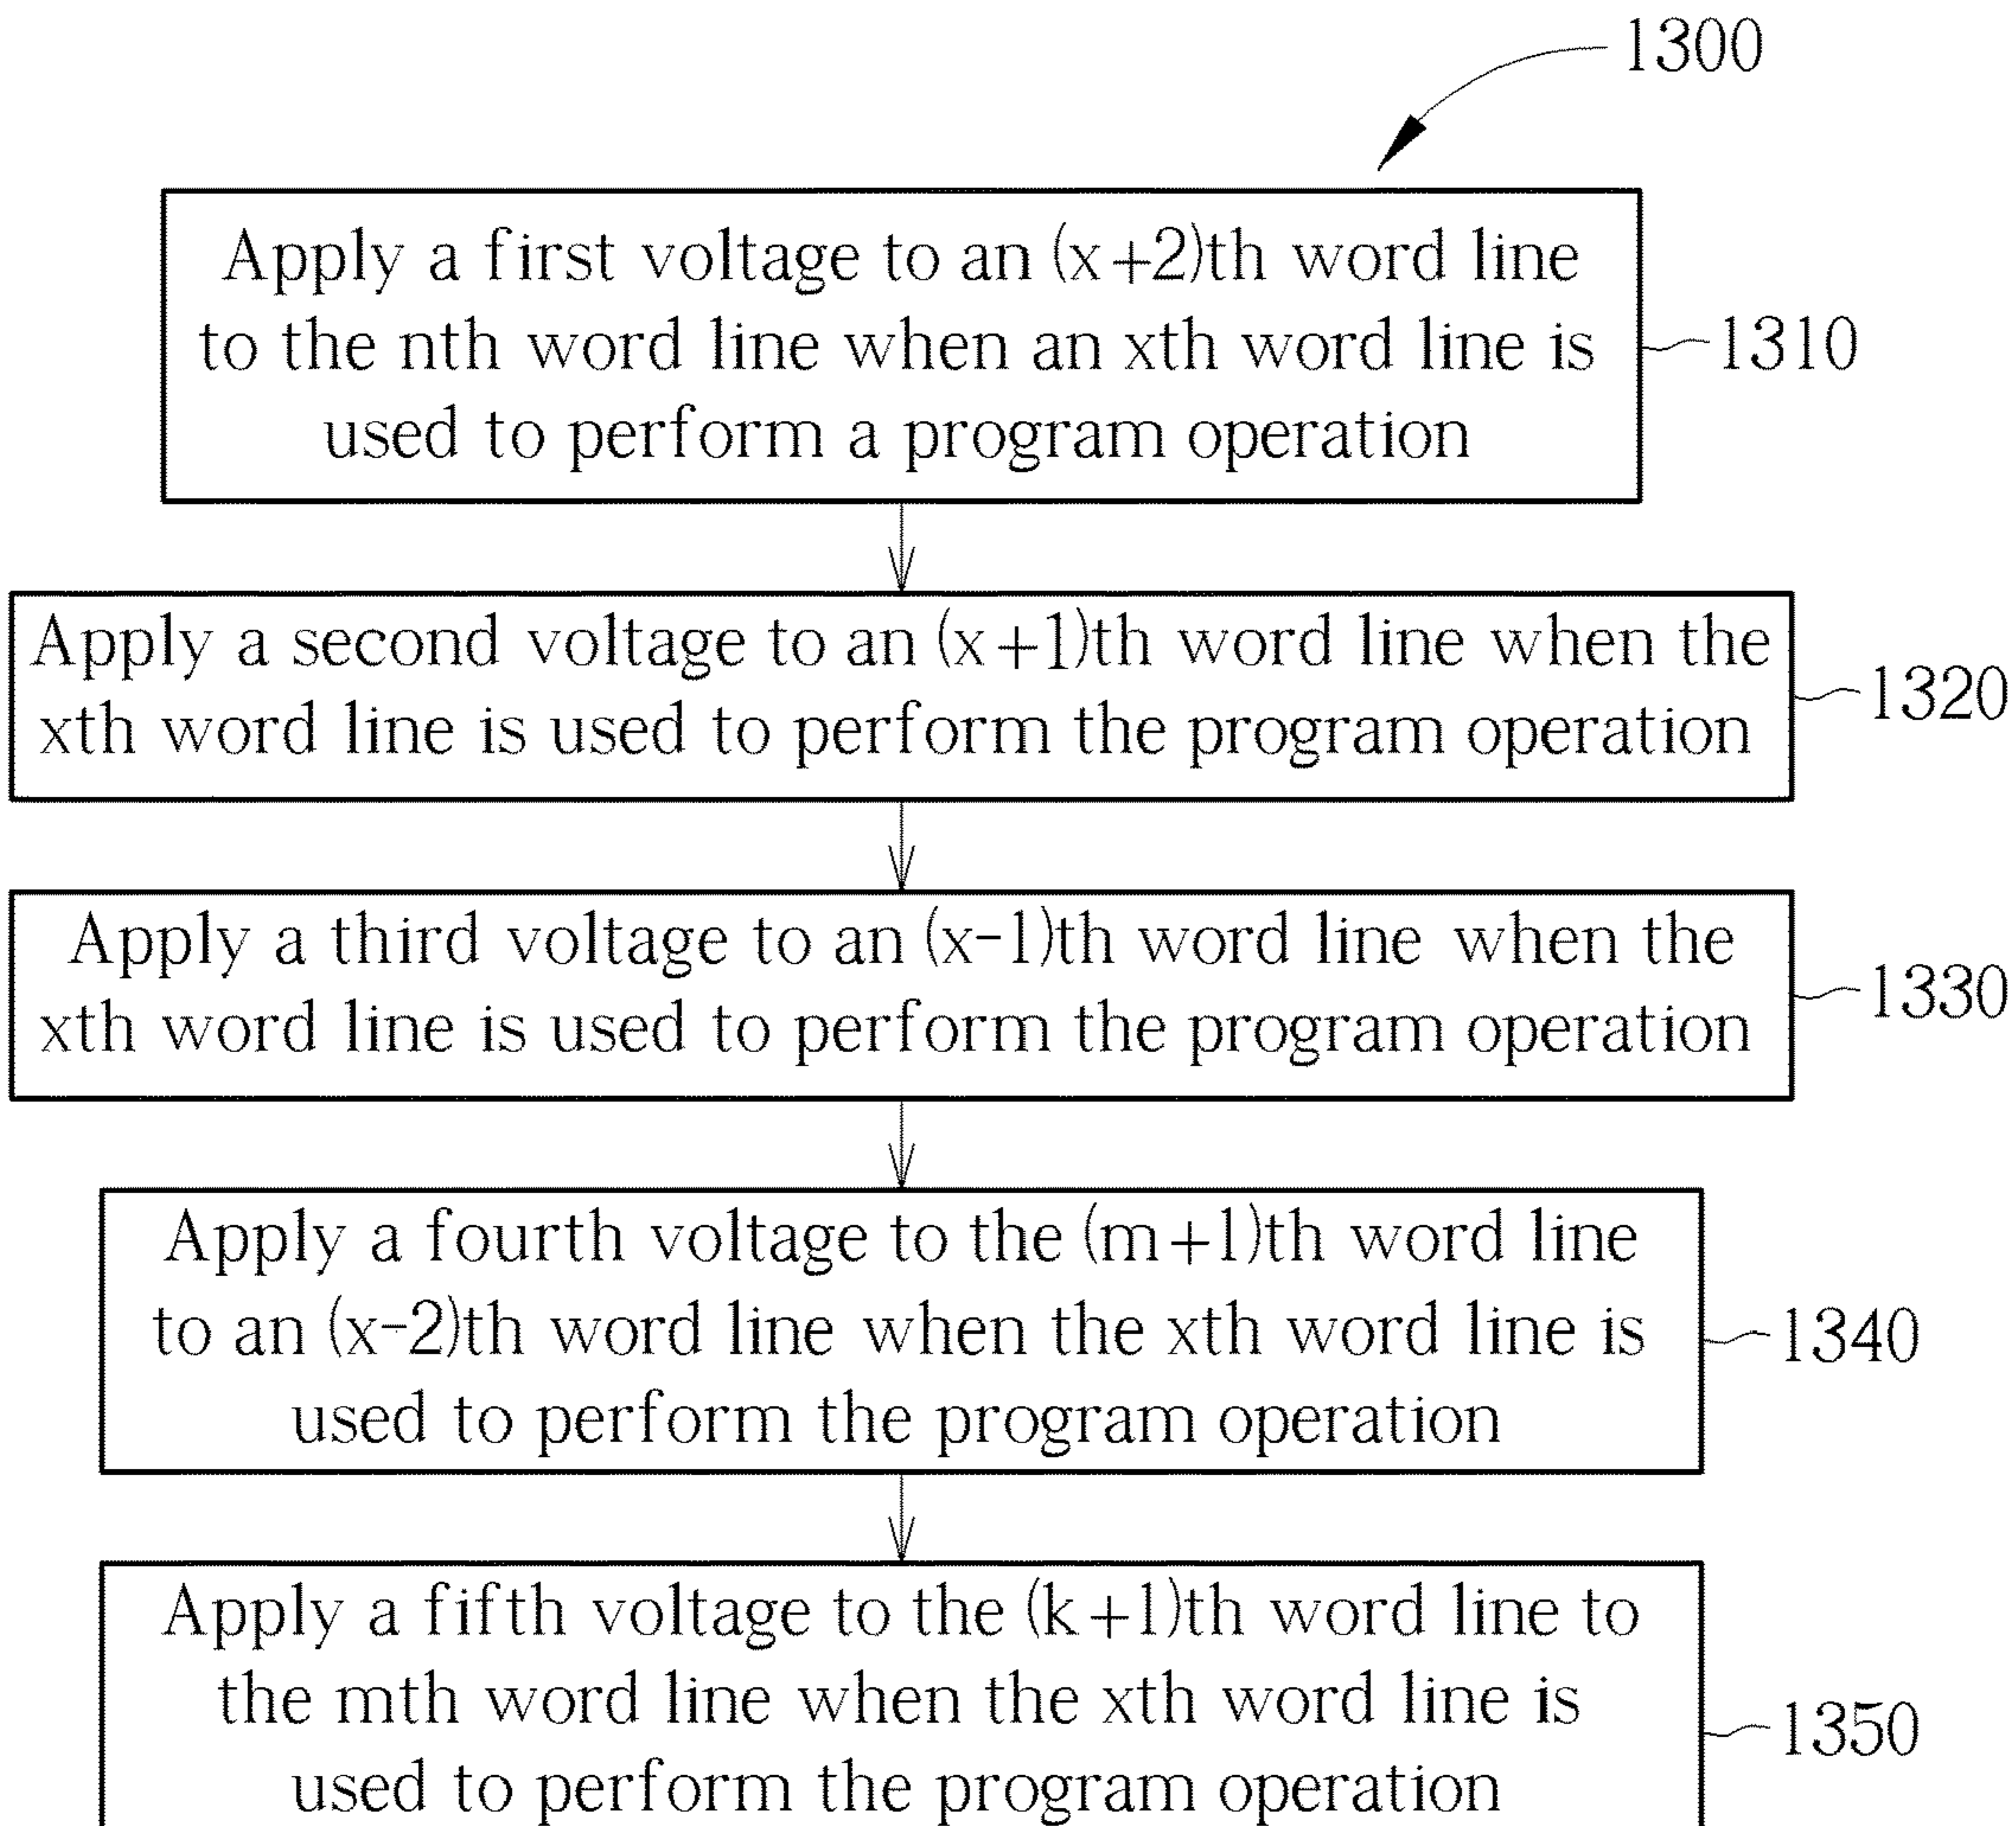 1300
Apply a first voltage to an (x+2)th word line
to the nth word line when an xth word line is
used to perform a program operation
1310
Apply a second voltage to an (x+1)th word line when the
xth word line is used to perform the program operation
1320
Apply a third voltage to an (x-1)th word line when the
xth word line is used to perform the program operation
1330
Apply a fourth voltage to the (m+1)th word line
to an (x-2)th word line when the xth word line is
used to perform the program operation
1340
Apply a fifth voltage to the (k+1)th word line to
the mth word line when the xth word line is
used to perform the program operation
1350